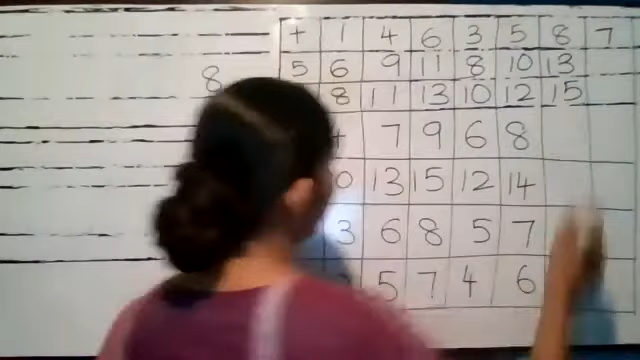 + 1 4 6 3 5 8 7
5 6 9 11 8 10 13
8
8 11 13 10 12 15
7 9 6 8
0 13 15 12 14
3 6 8 5 7
5 7 4 6